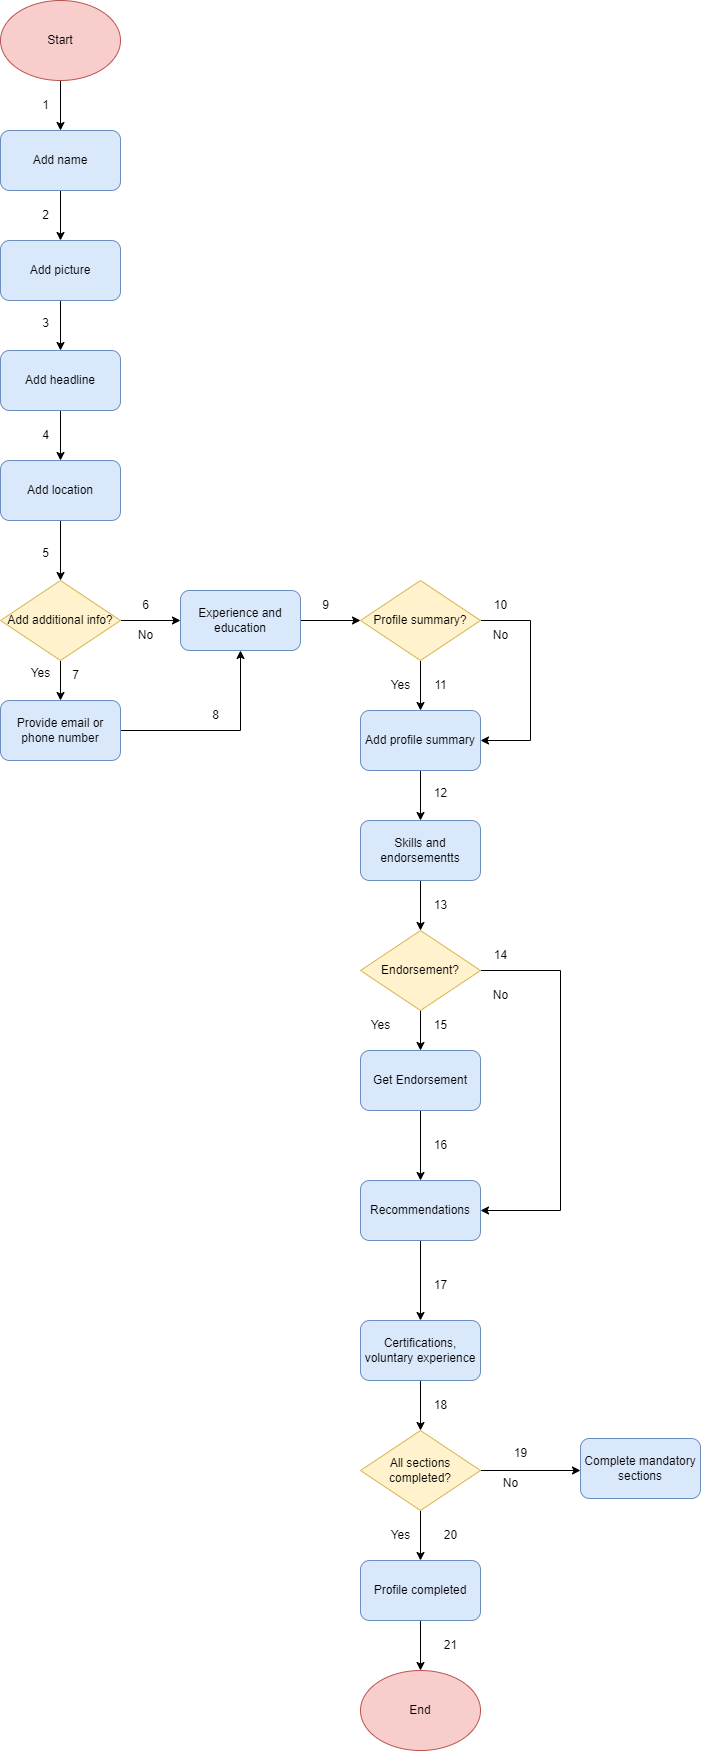 Start
1
Add name
2
Add picture
3
Add headline
4
Add location
5
Add additional info?
6
No
Yes
7
Provide email or
phone number
8
Experience and
education
9
Profile summary?
10
No
Yes
11
Add profile summary
12
Skills and
endorsementts
13
Endorsement?
14
No
Yes
15
Get Endorsement
16
Recommendations
17
Certifications,
voluntary experience
18
All sections
completed?
19
No
Complete mandatory
sections
Yes
20
Profile completed
21
End